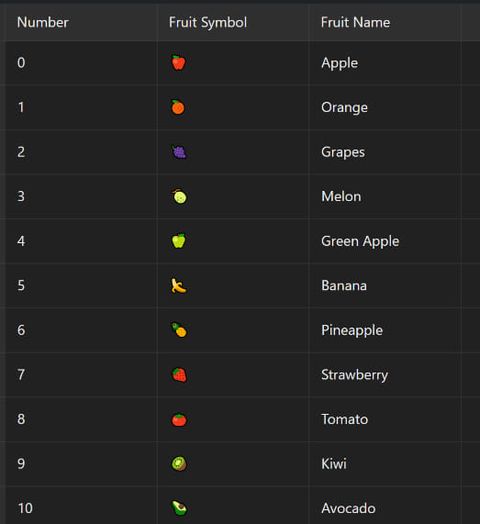 Number Fruit Symbol Fruit Name
0 🍎 Apple
1 🍊 Orange
2 🍇 Grapes
3 🍈 Melon
4 🍏 Green Apple
5 🍌 Banana
6 🍍 Pineapple
7 🍓 Strawberry
8 🍅 Tomato
9 🥝 Kiwi
10 🥑 Avocado